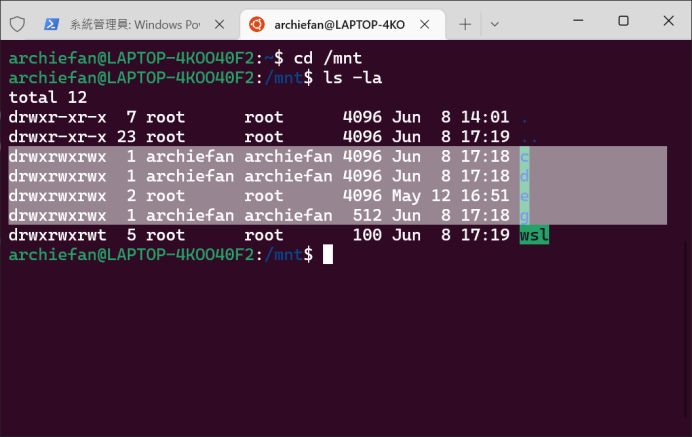 系統管理員: Windows Pow
archiefan@LAPTOP-4KO
archiefan@LAPTOP-4KOO40F2:~$ cd /mnt
archiefan@LAPTOP-4KOO40F2:/mnt$ ls -la
total 12
drwxr-xr-x 7 root root 4096 Jun 8 14:01 .
drwxr-xr-x 23 root root 4096 Jun 8 17:19 ..
drwxrwxrwx 1 archiefan archiefan 4096 Jun 8 17:18 c
drwxrwxrwx 1 archiefan archiefan 4096 Jun 8 17:18 d
drwxrwxrwx 2 root root 4096 May 12 16:51 e
drwxrwxrwx 1 archiefan archiefan 512 Jun 8 17:18 g
drwxrwxrwt 5 root root 100 Jun 8 17:19 wsl
archiefan@LAPTOP-4KOO40F2:/mnt$